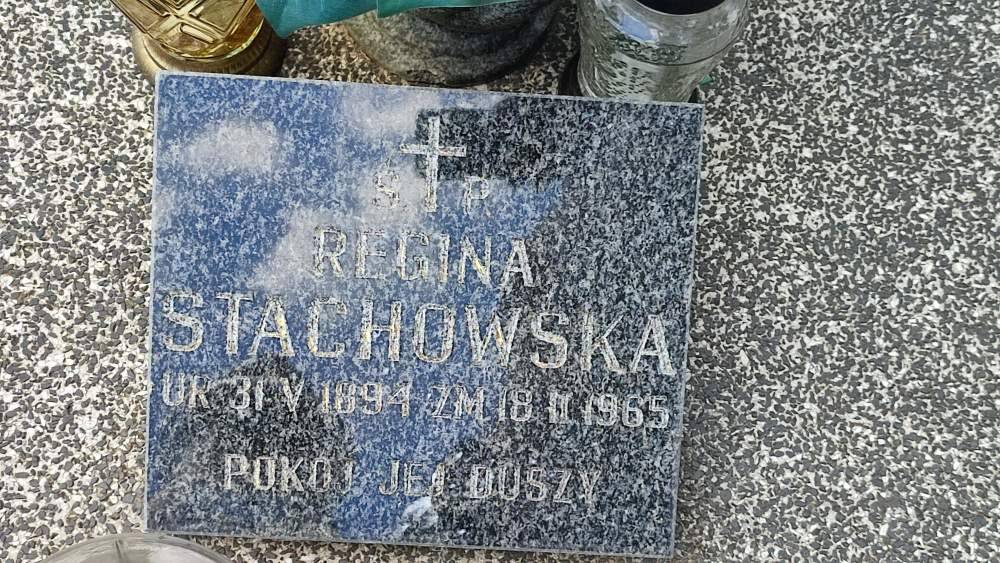 Ś P
REGINA
STACHOWSKA
UR 31 V 1894 ZM 18 II 1965
POKÓJ JEJ DUSZY